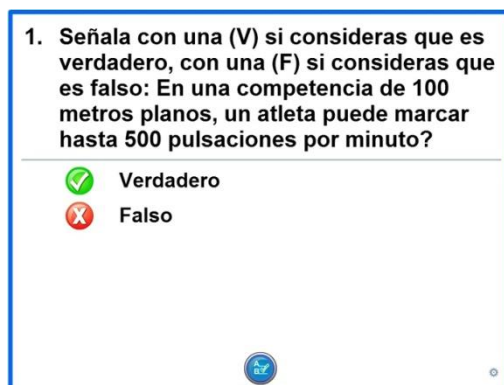 1. Señala con una (V) si consideras que es
verdadero, con una (F) si consideras que
es falso: En una competencia de 100
metros planos, un atleta puede marcar
hasta 500 pulsaciones por minuto?
Verdadero
Falso